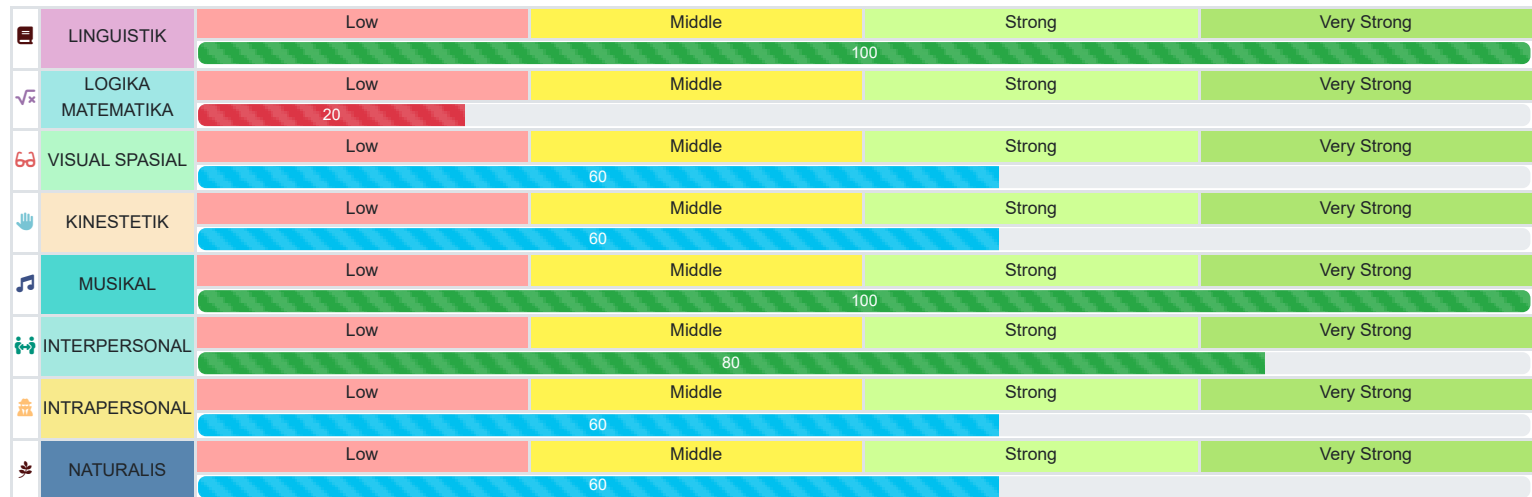 Low Middle Strong Very Strong
LINGUISTIK
100
LOGIKA
MATEMATIKA
Low Middle Strong Very Strong
20
Low Middle Strong Very Strong
VISUAL SPASIAL
60
Low Middle Strong Very Strong
KINESTETIK
60
Low Middle Strong Very Strong
MUSIKAL
100
Low Middle Strong Very Strong
INTERPERSONAL
80
Low Middle Strong Very Strong
INTRAPERSONAL
60
Low Middle Strong Very Strong
NATURALIS
60